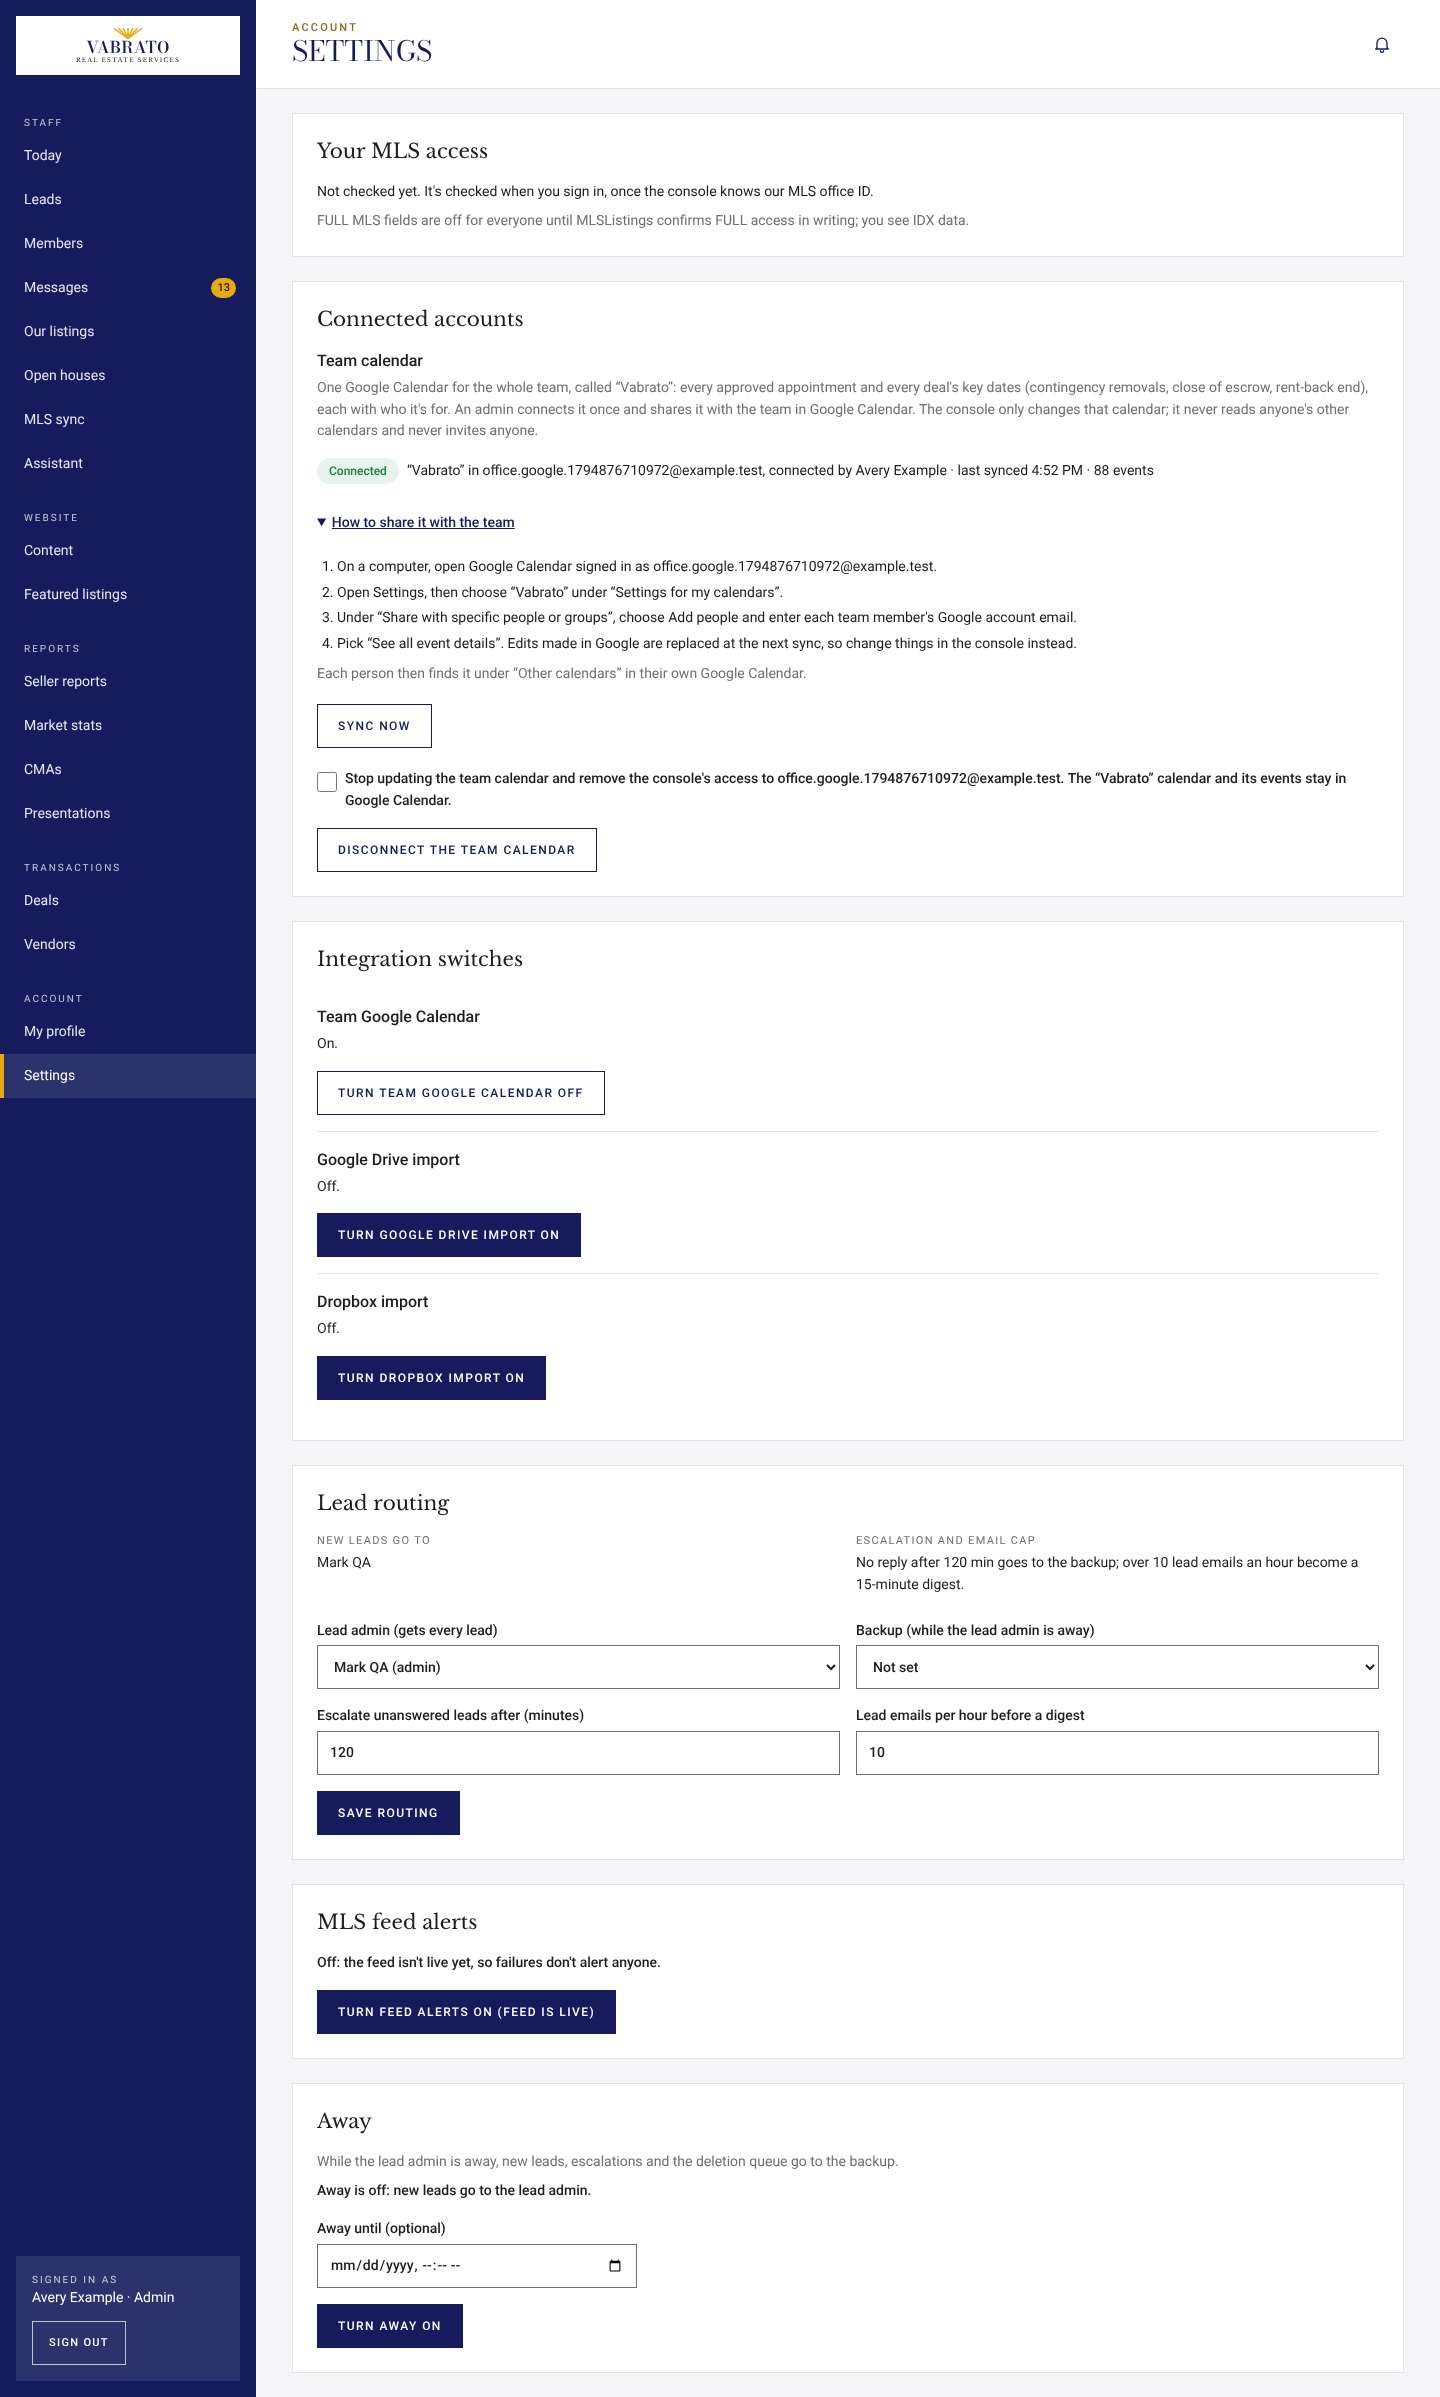 VABRATO
REAL ESTATE SERVICES
STAFF
Today
Leads
Members
Messages
13
Our listings
Open houses
MLS sync
Assistant
WEBSITE
Content
Featured listings
REPORTS
Seller reports
Market stats
CMAs
Presentations
TRANSACTIONS
Deals
Vendors
ACCOUNT
My profile
Settings
SIGNED IN AS
Avery Example · Admin
SIGN OUT
ACCOUNT
SETTINGS
Your MLS access
Not checked yet. It's checked when you sign in, once the console knows our MLS office ID.
FULL MLS fields are off for everyone until MLSListings confirms FULL access in writing; you see IDX data.
Connected accounts
Team calendar
One Google Calendar for the whole team, called “Vabrato”: every approved appointment and every deal's key dates (contingency removals, close of escrow, rent-back end),
each with who it's for. An admin connects it once and shares it with the team in Google Calendar. The console only changes that calendar; it never reads anyone's other
calendars and never invites anyone.
Connected “Vabrato” in office.google.1794876710972@example.test, connected by Avery Example · last synced 4:52 PM · 88 events
▼ How to share it with the team
1. On a computer, open Google Calendar signed in as office.google.1794876710972@example.test.
2. Open Settings, then choose “Vabrato” under “Settings for my calendars”.
3. Under “Share with specific people or groups”, choose Add people and enter each team member's Google account email.
4. Pick “See all event details”. Edits made in Google are replaced at the next sync, so change things in the console instead.
Each person then finds it under “Other calendars” in their own Google Calendar.
SYNC NOW
Stop updating the team calendar and remove the console's access to office.google.1794876710972@example.test. The “Vabrato” calendar and its events stay in
Google Calendar.
DISCONNECT THE TEAM CALENDAR
Integration switches
Team Google Calendar
On.
TURN TEAM GOOGLE CALENDAR OFF
Google Drive import
Off.
TURN GOOGLE DRIVE IMPORT ON
Dropbox import
Off.
TURN DROPBOX IMPORT ON
Lead routing
NEW LEADS GO TO
Mark QA
ESCALATION AND EMAIL CAP
No reply after 120 min goes to the backup; over 10 lead emails an hour become a
15-minute digest.
Lead admin (gets every lead)
Mark QA (admin)
Backup (while the lead admin is away)
Not set
Escalate unanswered leads after (minutes)
120
Lead emails per hour before a digest
10
SAVE ROUTING
MLS feed alerts
Off: the feed isn't live yet, so failures don't alert anyone.
TURN FEED ALERTS ON (FEED IS LIVE)
Away
While the lead admin is away, new leads, escalations and the deletion queue go to the backup.
Away is off: new leads go to the lead admin.
Away until (optional)
mm/dd/yyyy, --:-- --
TURN AWAY ON